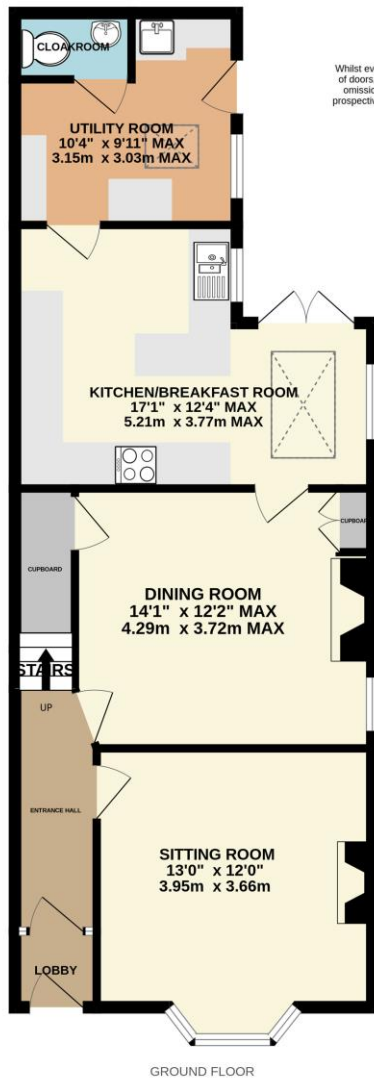 CLOAKROOM
Whilst ev
of doors
omissio
prospectiv
UTILITY ROOM
10'4" x 9'11" MAX
3.15m x 3.03m MAX
KITCHEN/BREAKFAST ROOM
17'1" x 12'4" MAX
5.21m x 3.77m MAX
CUPBOARD
CUPBOAR
DINING ROOM
14'1" x 12'2" MAX
4.29m x 3.72m MAX
STAIRS
UP
ENTRANCE HALL
SITTING ROOM
13'0" x 12'0"
3.95m x 3.66m
LOBBY
GROUND FLOOR